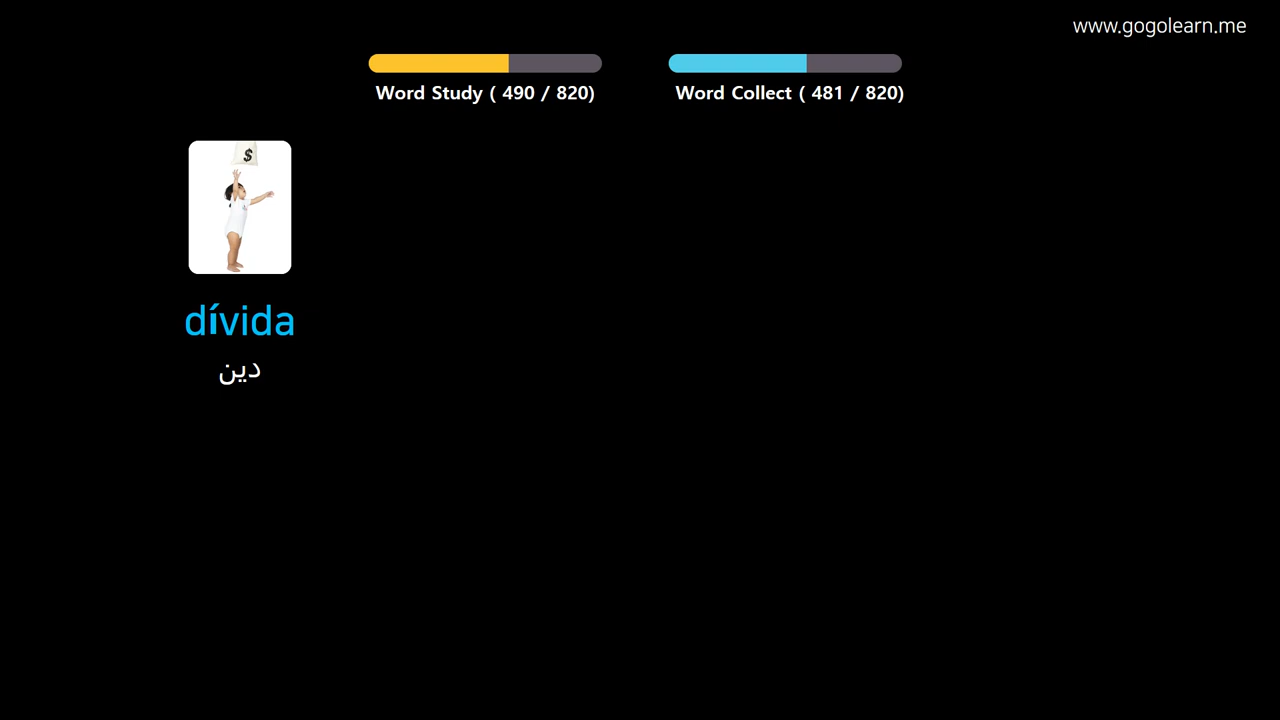 www.gogolearn.me
Word Study ( 490 / 820)
Word Collect ( 481 / 820)
$
dívida
دين